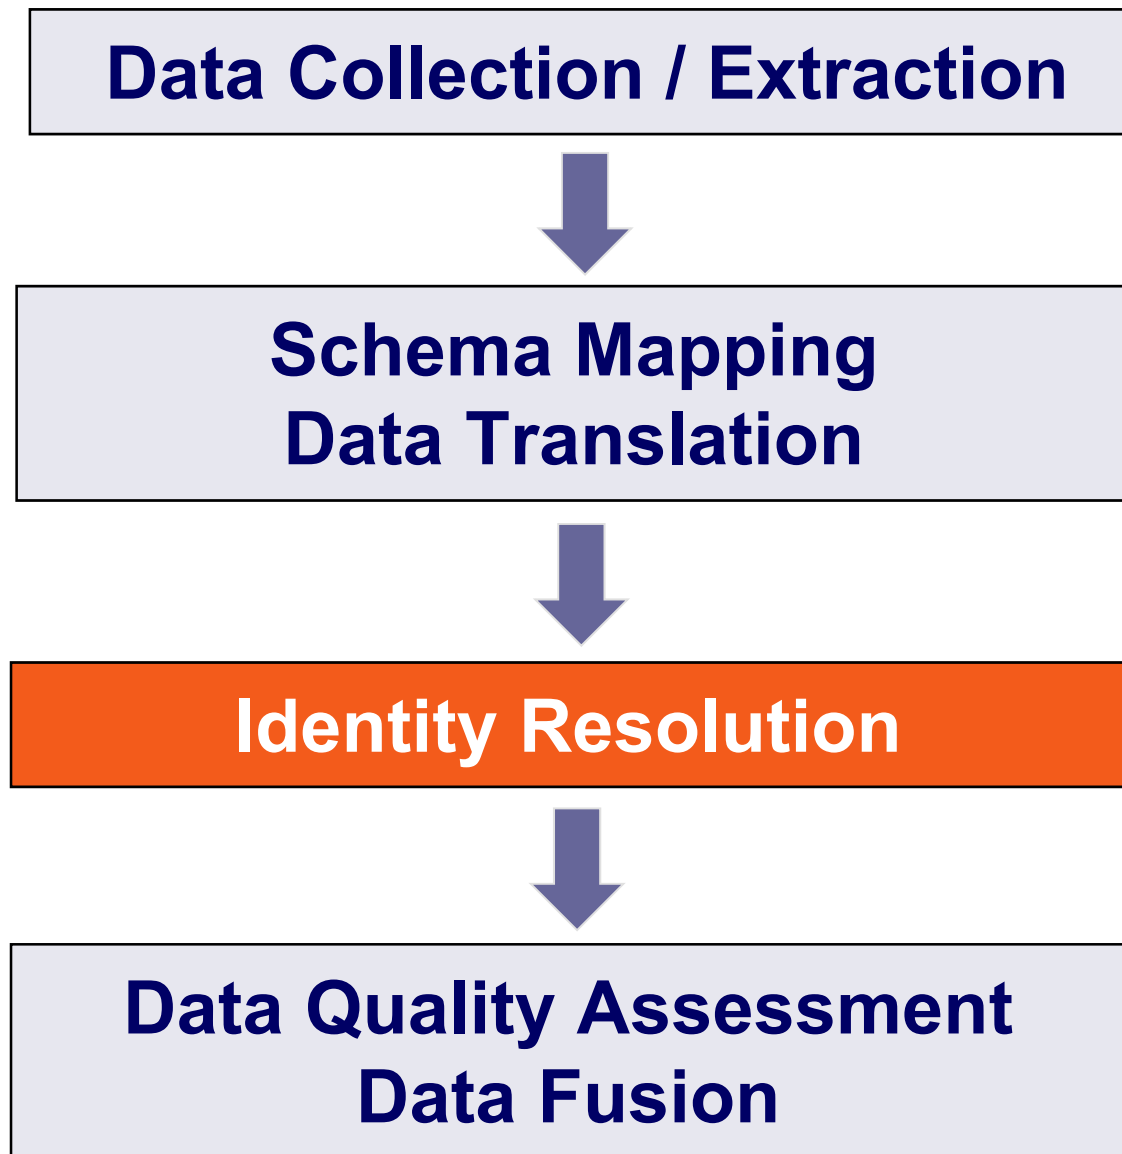 Data Collection / Extraction
Schema Mapping
Data Translation
Identity Resolution
Data Quality Assessment
Data Fusion